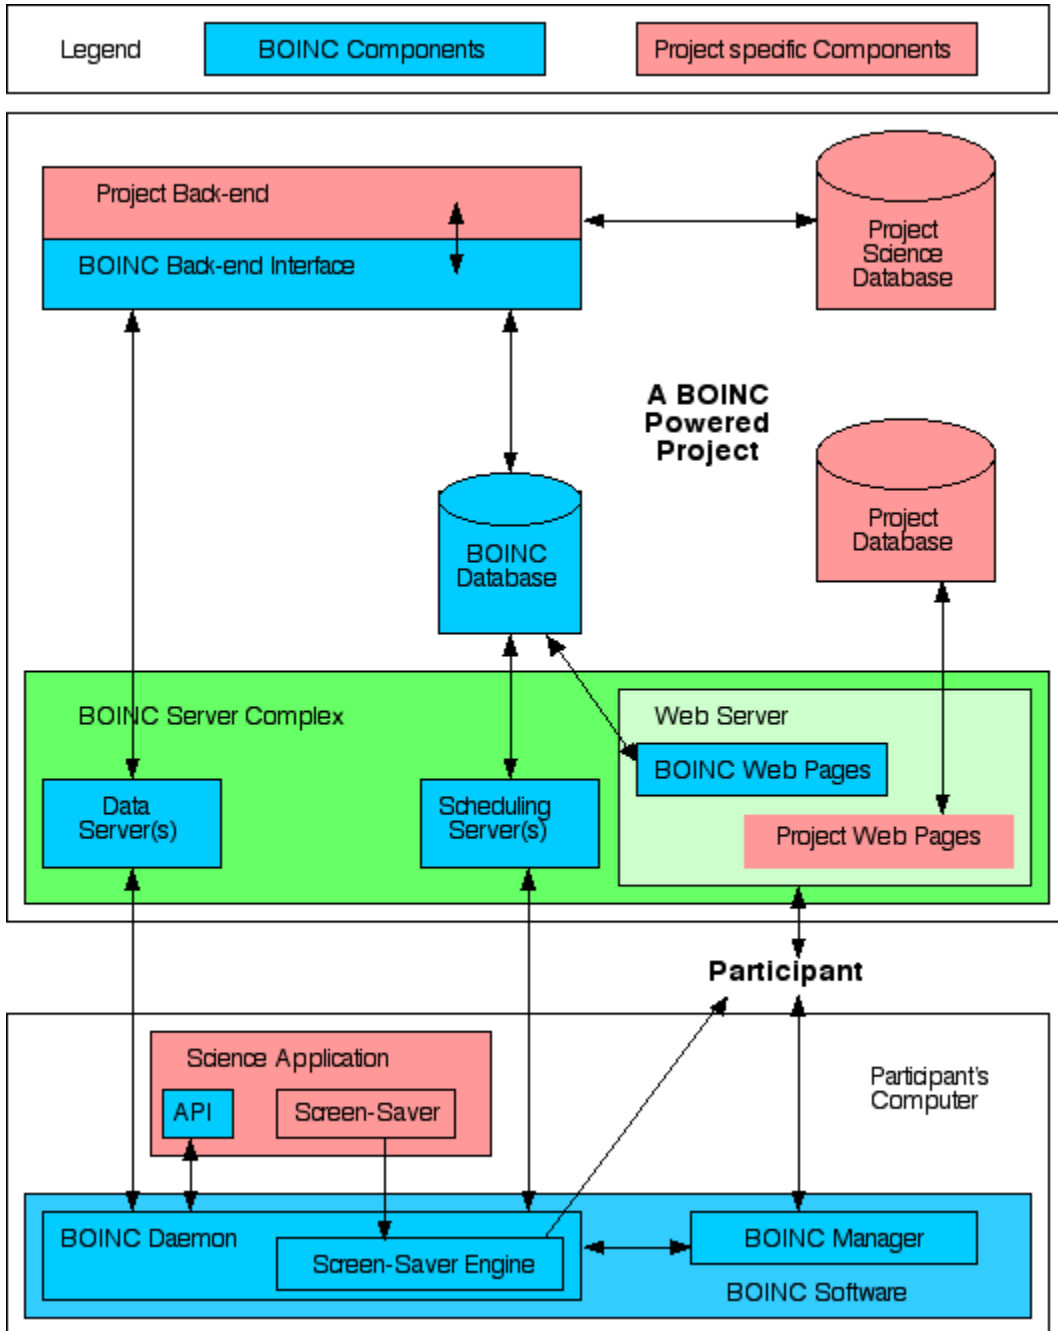 Legend
BOINC Components
Project specific Components
Project Back-end
BOINC Back-end Interface
Project
Science
Database
A BOINC
Powered
Project
Project
Database
BOINC
Database
BOINC Server Complex
Web Server
BOINC Web Pages
Data
Server(s)
Scheduling
Server(s)
Project Web Pages
Participant
Science Application
API
Screen-Saver
Participant's
Computer
BOINC Daemon
Screen-Saver Engine
BOINC Manager
BOINC Software